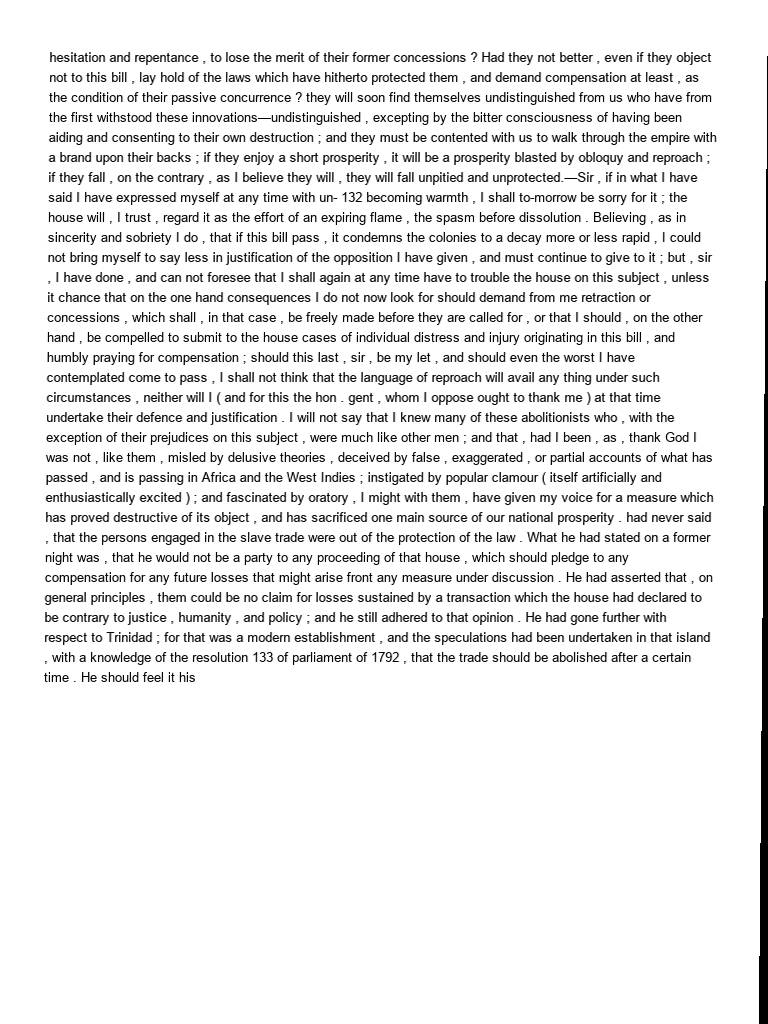 hesitation and repentance , to lose the merit of their former concessions ? Had they not better , even if they object
not to this bill , lay hold of the laws which have hitherto protected them , and demand compensation at least , as
the condition of their passive concurrence ? they will soon find themselves undistinguished from us who have from
the first withstood these innovations—undistinguished , excepting by the bitter consciousness of having been
aiding and consenting to their own destruction ; and they must be contented with us to walk through the empire with
a brand upon their backs ; if they enjoy a short prosperity , it will be a prosperity blasted by obloquy and reproach ;
if they fall , on the contrary , as I believe they will , they will fall unpitied and unprotected.—Sir , if in what I have
said I have expressed myself at any time with un- 132 becoming warmth , I shall to-morrow be sorry for it ; the
house will , I trust , regard it as the effort of an expiring flame , the spasm before dissolution . Believing , as in
sincerity and sobriety I do , that if this bill pass , it condemns the colonies to a decay more or less rapid , I could
not bring myself to say less in justification of the opposition I have given , and must continue to give to it ; but , sir
, I have done , and can not foresee that I shall again at any time have to trouble the house on this subject , unless
it chance that on the one hand consequences I do not now look for should demand from me retraction or
concessions , which shall , in that case , be freely made before they are called for , or that I should , on the other
hand , be compelled to submit to the house cases of individual distress and injury originating in this bill , and
humbly praying for compensation ; should this last , sir , be my let , and should even the worst I have
contemplated come to pass , I shall not think that the language of reproach will avail any thing under such
circumstances , neither will I ( and for this the hon . gent , whom I oppose ought to thank me ) at that time
undertake their defence and justification . I will not say that I knew many of these abolitionists who , with the
exception of their prejudices on this subject , were much like other men ; and that , had I been , as , thank God I
was not , like them , misled by delusive theories , deceived by false , exaggerated , or partial accounts of what has
passed , and is passing in Africa and the West Indies ; instigated by popular clamour ( itself artificially and
enthusiastically excited ) ; and fascinated by oratory , I might with them , have given my voice for a measure which
has proved destructive of its object , and has sacrificed one main source of our national prosperity . had never said
, that the persons engaged in the slave trade were out of the protection of the law . What he had stated on a former
night was , that he would not be a party to any proceeding of that house , which should pledge to any
compensation for any future losses that might arise front any measure under discussion . He had asserted that , on
general principles , them could be no claim for losses sustained by a transaction which the house had declared to
be contrary to justice , humanity , and policy ; and he still adhered to that opinion . He had gone further with
respect to Trinidad ; for that was a modern establishment , and the speculations had been undertaken in that island
, with a knowledge of the resolution 133 of parliament of 1792 , that the trade should be abolished after a certain
time . He should feel it his